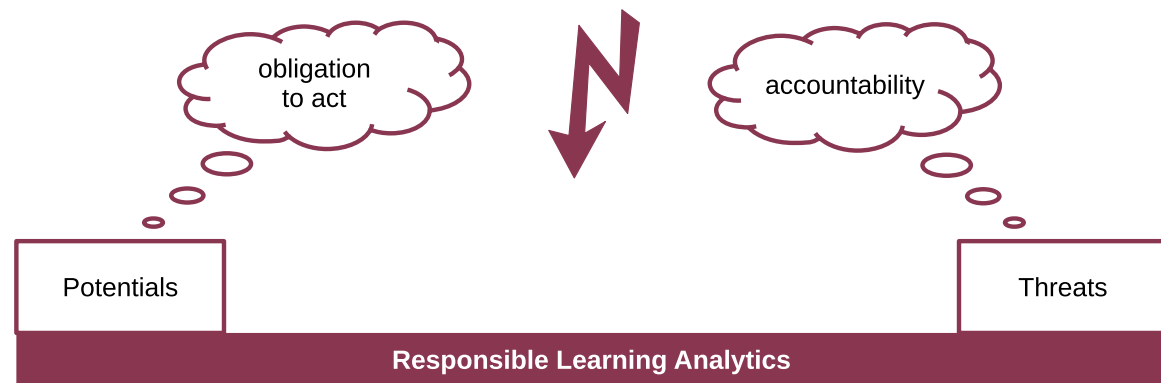 obligation
to act
accountability
Potentials
Threats
Responsible Learning Analytics